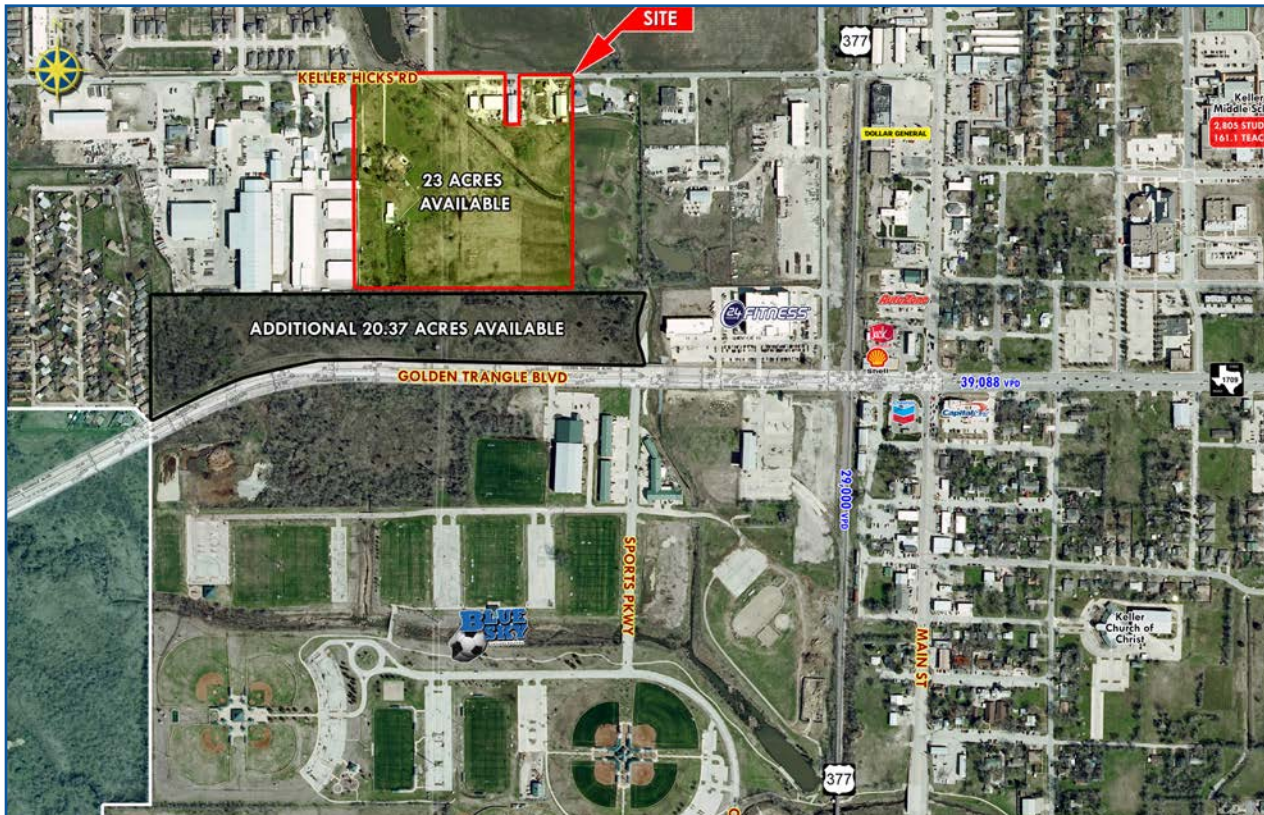 SITE
377
KELLER HICKS RD
Keller
2,805 STUD
161.1 TEAC
DOLLAR GENERAL
23 ACRES
AVAILABLE
24
FITNESS
AutoZone
ADDITIONAL 20.37 ACRES AVAILABLE
Jack
Shell
GOLDEN TRANGLE BLVD
39,088 VPD
1709
29,000 VPD
SPORTS PKWY
BLUE
SKY
MAIN ST
Keller
Church of
Christ
377